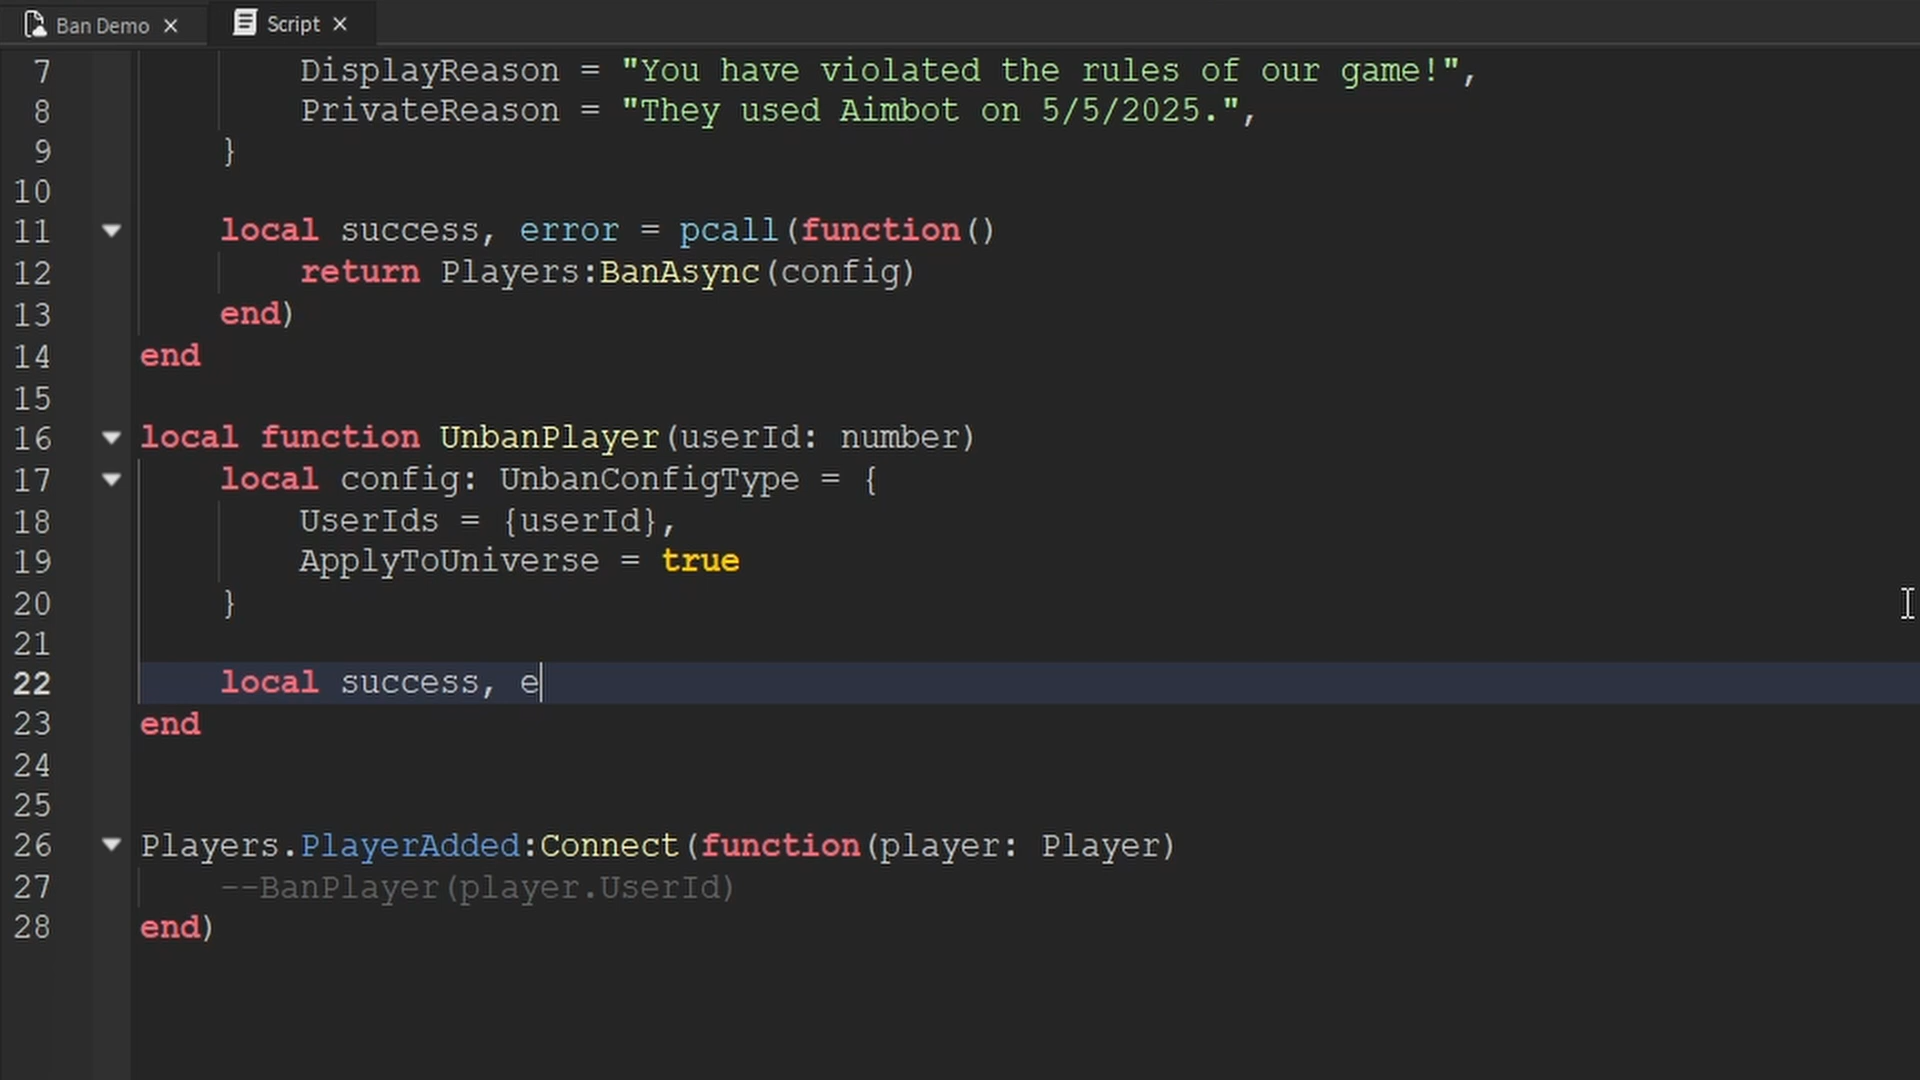 Ban Demo Script
7 DisplayReason = "You have violated the rules of our game!",
8 PrivateReason = "They used Aimbot on 5/5/2025.",
9 }
10
11 local success, error = pcall(function()
12 return Players:BanAsync(config)
13 end)
14 end
15
16 local function UnbanPlayer(userId: number)
17 local config: UnbanConfigType = {
18 UserIds = {userId},
19 ApplyToUniverse = true
20 }
21
22 local success, e
23 end
24
25
26 Players.PlayerAdded:Connect(function(player: Player)
27 --BanPlayer(player.UserId)
28 end)